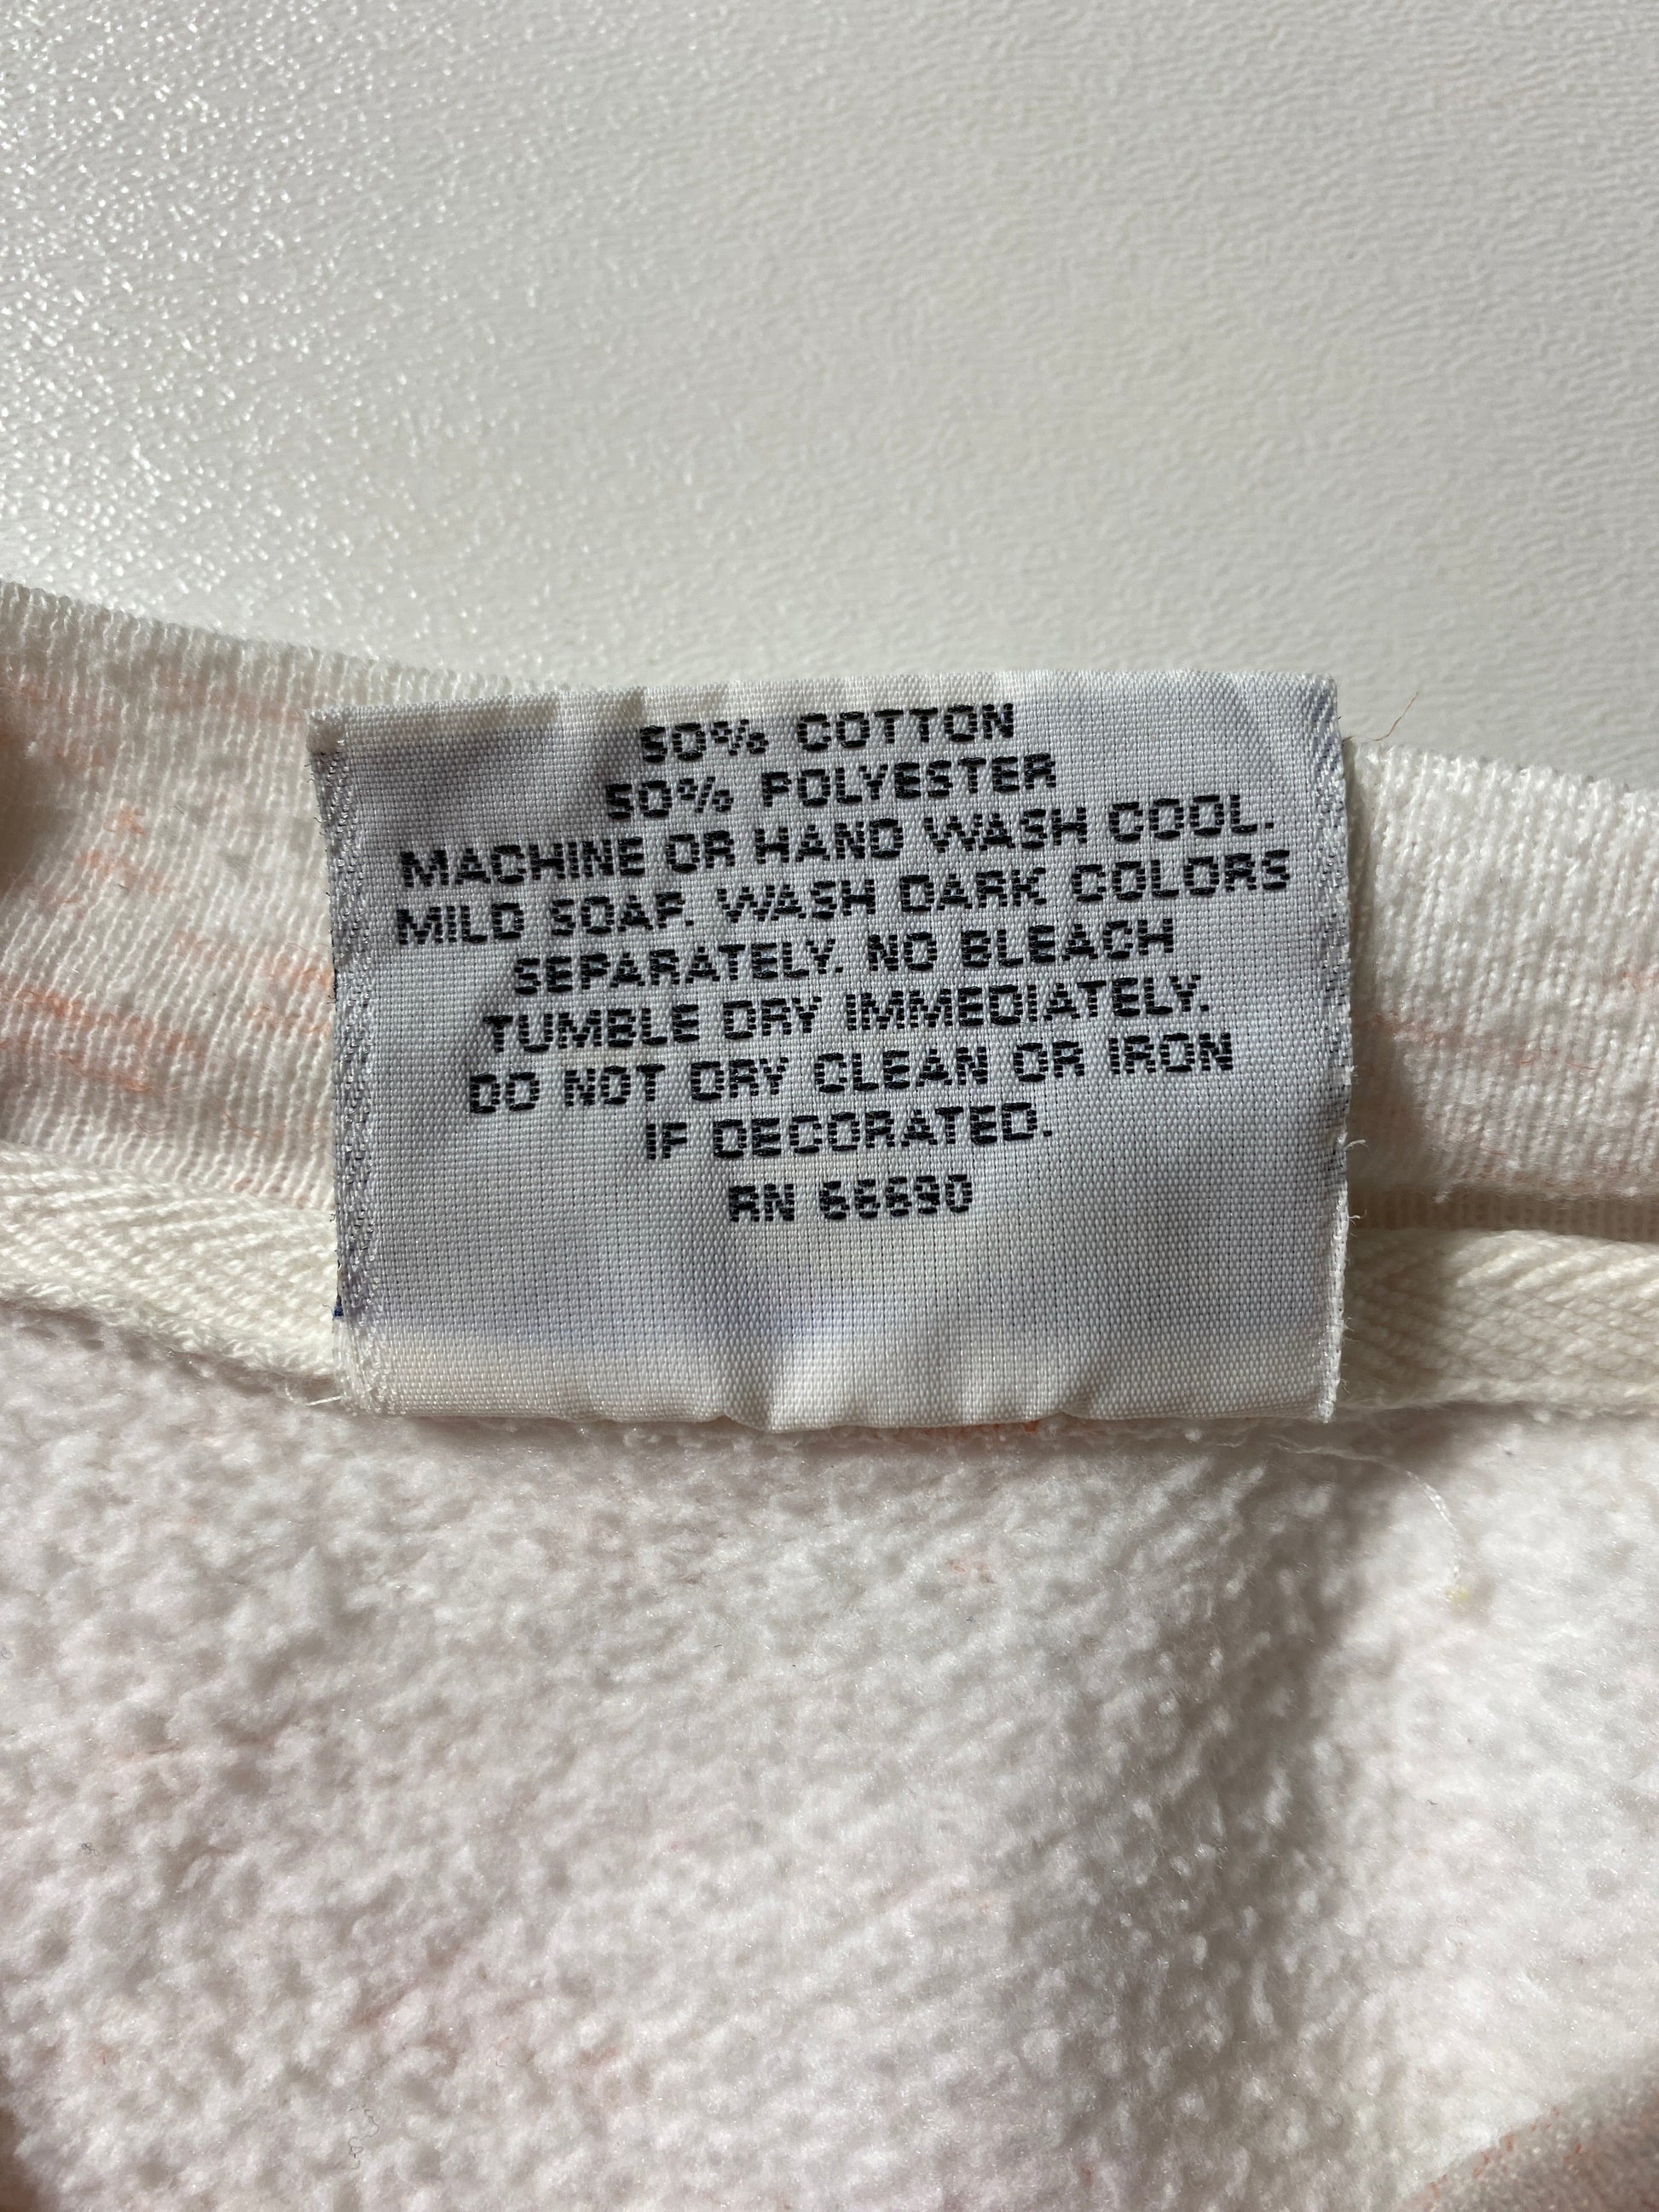 50% COTTON
50% POLYESTER
MACHINE OR HAND WASH COOL.
MILD SOAP. WASH DARK COLORS
SEPARATELY. NO BLEACH
TUMBLE DRY IMMEDIATELY.
DO NOT DRY CLEAN OR IRON
IF DECORATED.
RN 66690